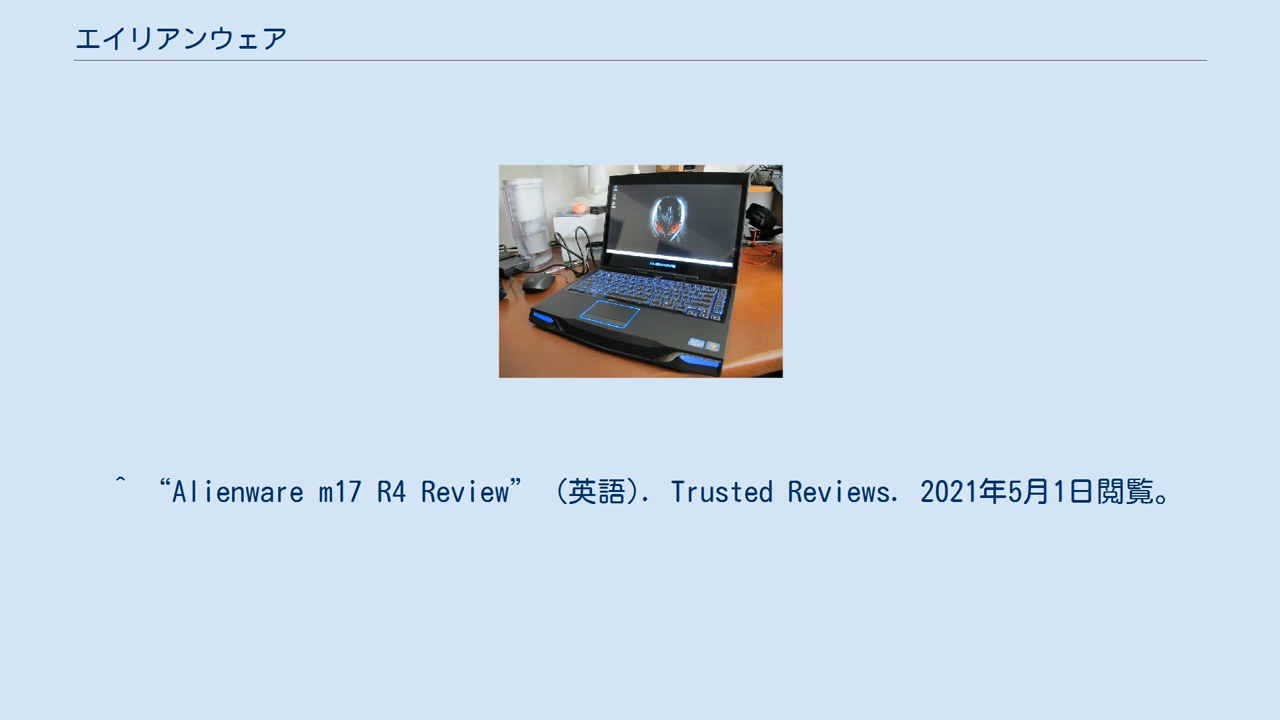 エイリアンウェア
ALIENWARE
^ “Alienware m17 R4 Review” (英語). Trusted Reviews. 2021年5月1日閲覧。